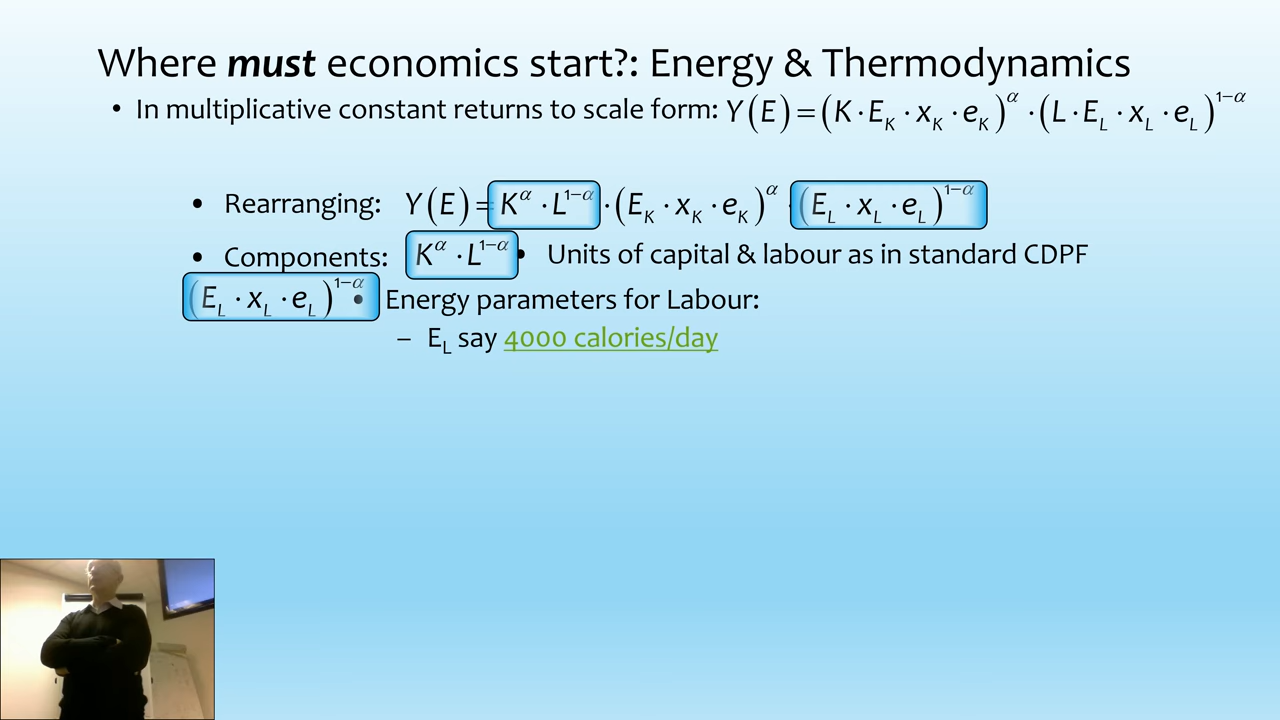 Where must economics start?: Energy & Thermodynamics
• In multiplicative constant returns to scale form: Y(E)=(K·E_K·x_K·e_K)^α·(L·E_L·x_L·e_L)^{1−α}
• Rearranging: Y(E)=K^α·L^{1−α}·(E_K·x_K·e_K)^α·(E_L·x_L·e_L)^{1−α}
• Components: K^α·L^{1−α} • Units of capital & labour as in standard CDPF
(E_L·x_L·e_L)^{1−α} • Energy parameters for Labour:
– E_L say 4000 calories/day